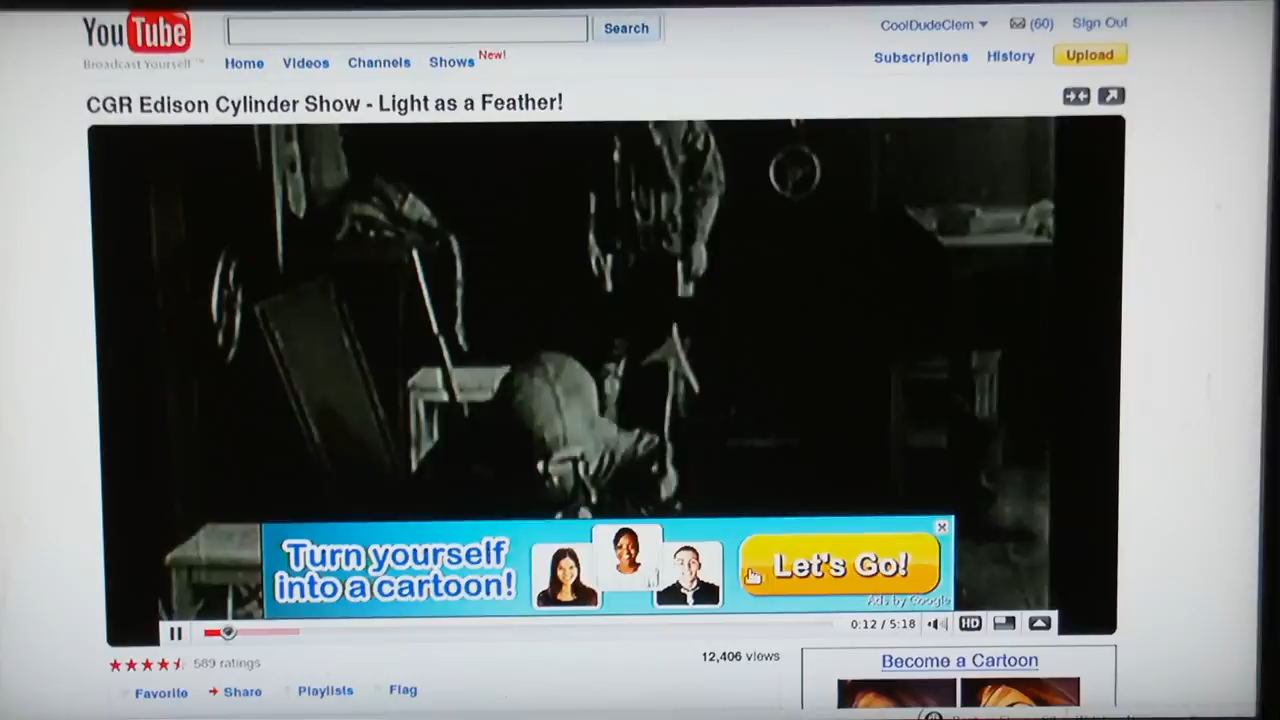 YouTube
Broadcast Yourself ™
Search
CoolDudeClem
(60)
Sign Out
Home
Videos
Channels
Shows
New!
Subscriptions
History
Upload
CGR Edison Cylinder Show - Light as a Feather!
Turn yourself
into a cartoon!
Let's Go!
Ads by Google
0:12 / 5:18
HD
589 ratings
12,406 views
Become a Cartoon
Favorite
Share
Playlists
Flag